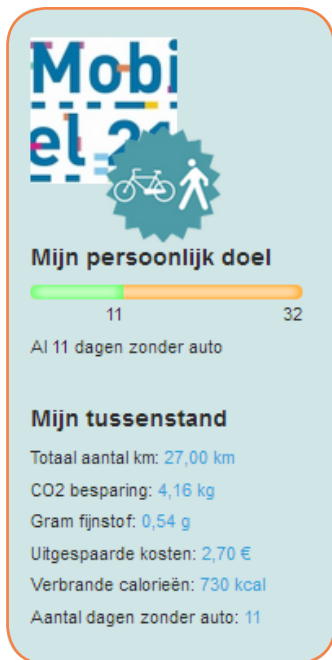 Mobi
el 21
Mijn persoonlijk doel
11 32
Al 11 dagen zonder auto
Mijn tussenstand
Totaal aantal km: 27,00 km
CO2 besparing: 4,16 kg
Gram fijnstof: 0,54 g
Uitgespaarde kosten: 2,70 €
Verbrande calorieën: 730 kcal
Aantal dagen zonder auto: 11